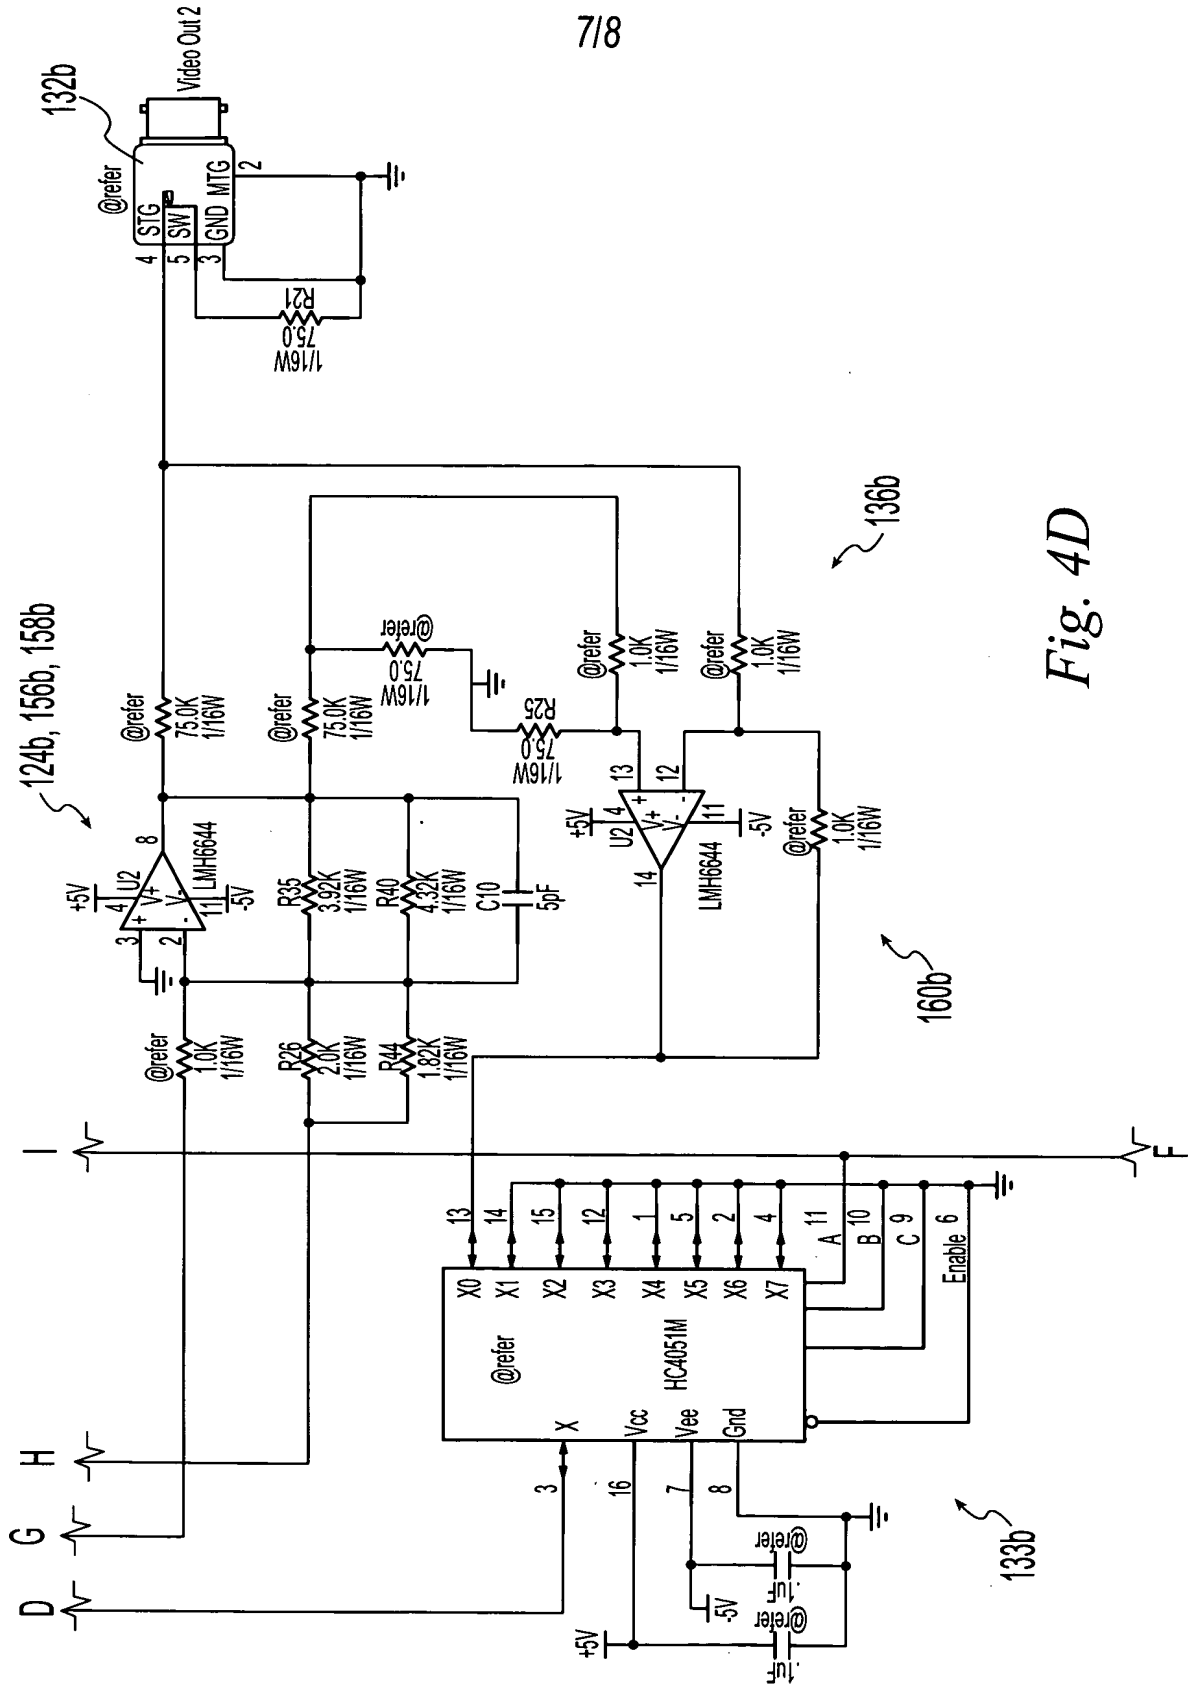 7/8
132b
@refer
Video Out 2
STG
SW
GND MTG
4
5
3
2
R21
75.0
1/16W
124b, 156b, 158b
+5V
4
U2
V+
V-
+
-
3
2
8
11
-5V
LMH6644
@refer
75.0K
1/16W
@refer
75.0K
1/16W
@refer
75.0
1/16W
R25
75.0
1/16W
@refer
1.0K
1/16W
@refer
1.0K
1/16W
136b
R35
3.92K
1/16W
R40
4.32K
1/16W
C10
5pF
@refer
1.0K
1/16W
R26
2.0K
1/16W
R44
1.82K
1/16W
+5V
4
U2
V+
V-
+
-
13
12
14
11
-5V
LMH6644
@refer
1.0K
1/16W
160b
I
F
H
G
D
13
14
15
12
1
5
2
4
X0
X1
X2
X3
X4
X5
X6
X7
11
A
10
B
9
C
6
Enable
@refer
HC4051M
X
Vcc
Vee
Gnd
3
16
7
8
+5V
-5V
.1uF
@refer
.1uF
@refer
133b
Fig. 4D